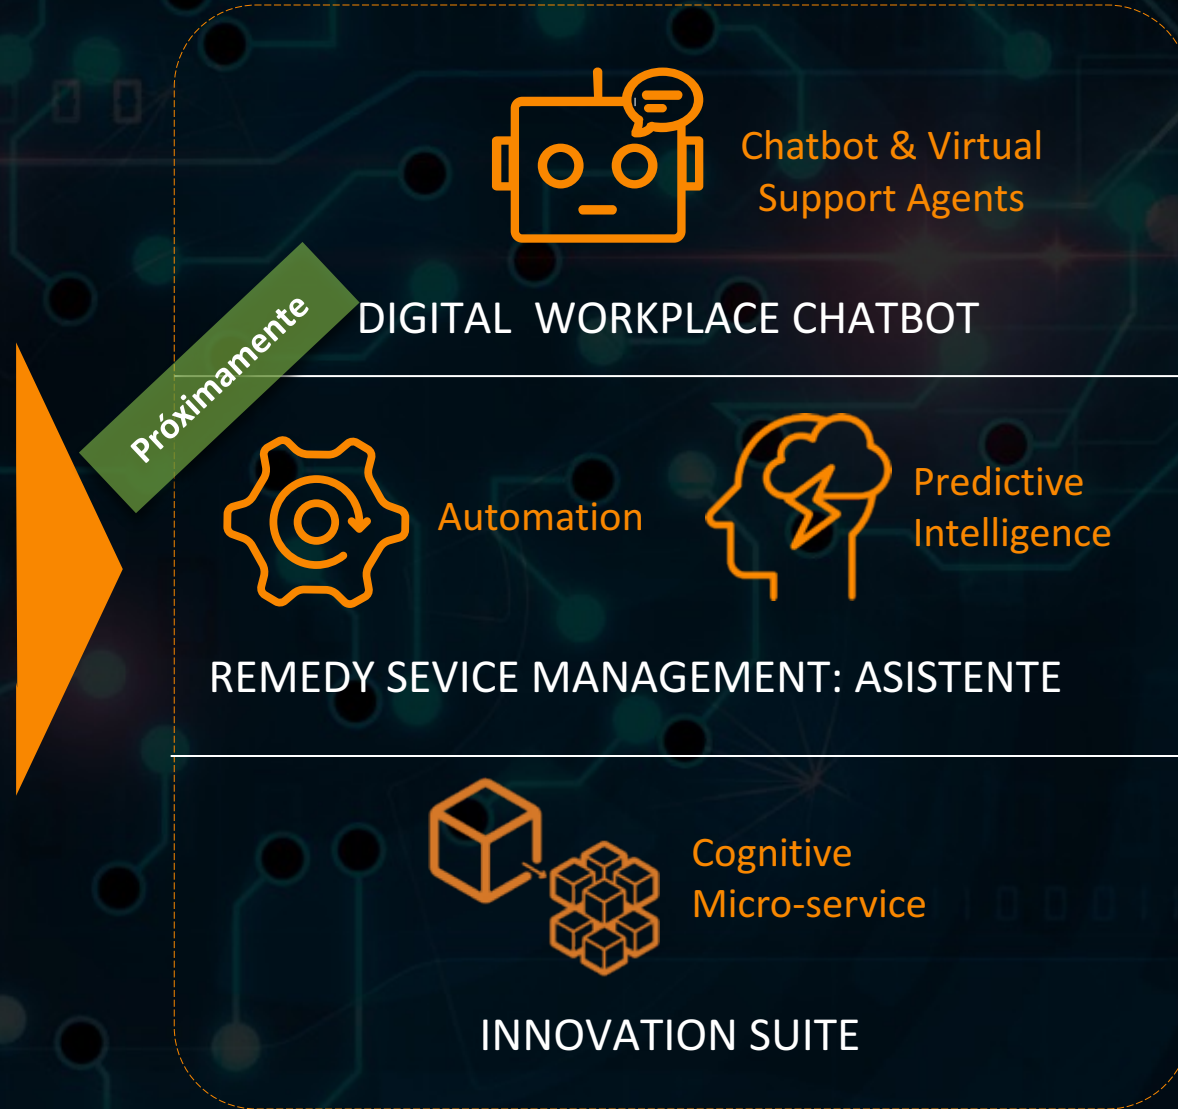 Chatbot & Virtual
Support Agents
DIGITAL WORKPLACE CHATBOT
Próximamente
Automation
Predictive
Intelligence
REMEDY SEVICE MANAGEMENT: ASISTENTE
Cognitive
Micro-service
INNOVATION SUITE